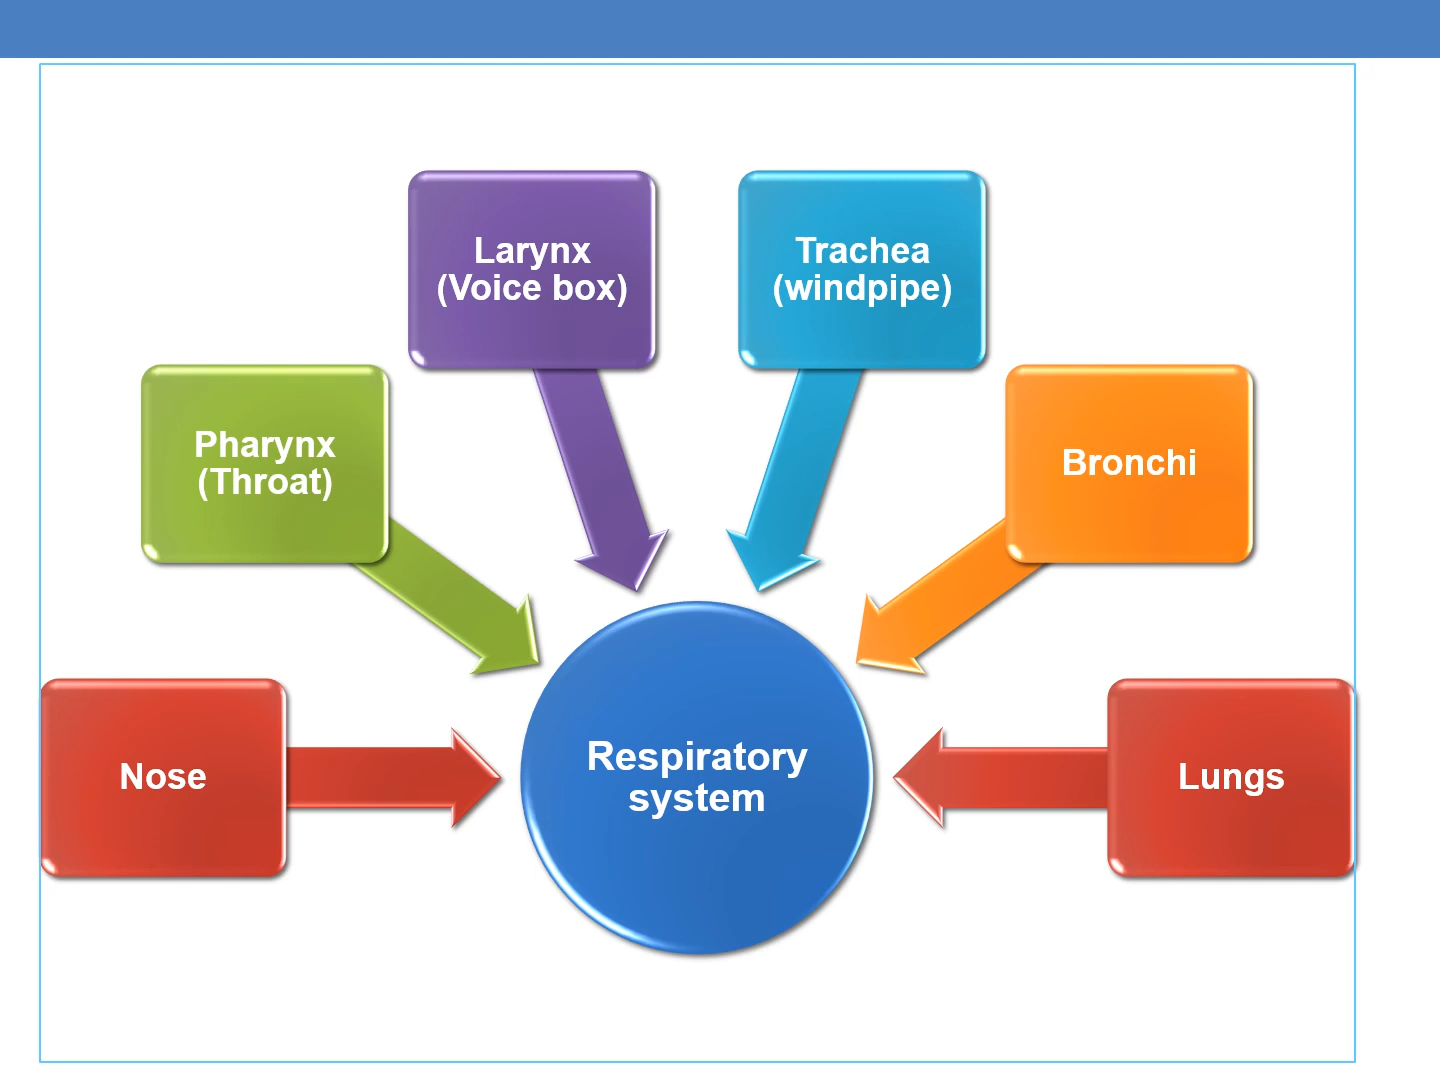 Larynx
(Voice box)
Trachea
(windpipe)
Pharynx
(Throat)
Bronchi
Nose
Respiratory
system
Lungs